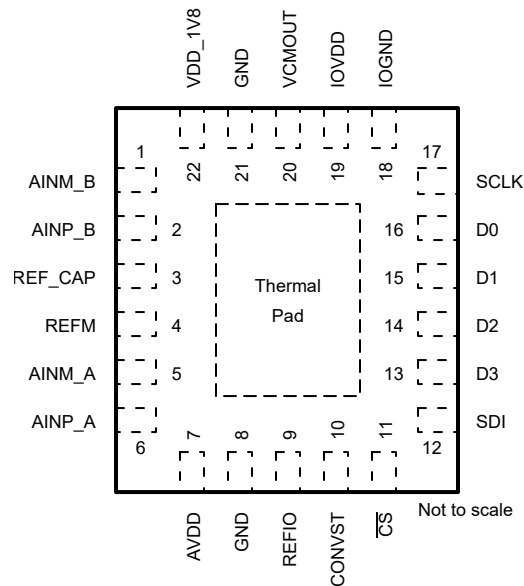 VDD_1V8
GND
VCMOUT
IOVDD
IOGND
22
21
20
19
18
1
AINM_B
2
AINP_B
3
REF_CAP
4
REFM
5
AINM_A
6
AINP_A
Thermal
Pad
17
SCLK
16
D0
15
D1
14
D2
13
D3
12
SDI
7
8
9
10
11
AVDD
GND
REFIO
CONVST
CS
Not to scale